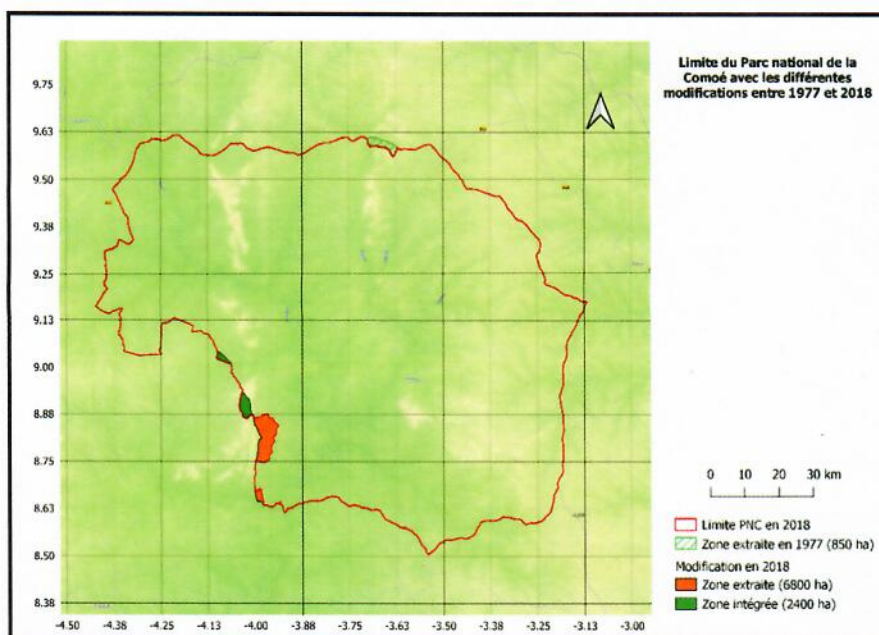 Limite du Parc national de la
Comoé avec les différentes
modifications entre 1977 et 2018
9.75
9.63
9.50
9.38
9.25
9.13
9.00
8.88
8.75
8.63
8.50
8.38
-4.50 -4.38 -4.25 -4.13 -4.00 -3.88 -3.75 -3.63 -3.50 -3.38 -3.25 -3.13 -3.00
0 20 30 km
Limite PNC en 2018
Zone extraite en 1977 (850 ha)
Modification en 2018
Zone extraite (6800 ha)
Zone intégrée (2400 ha)